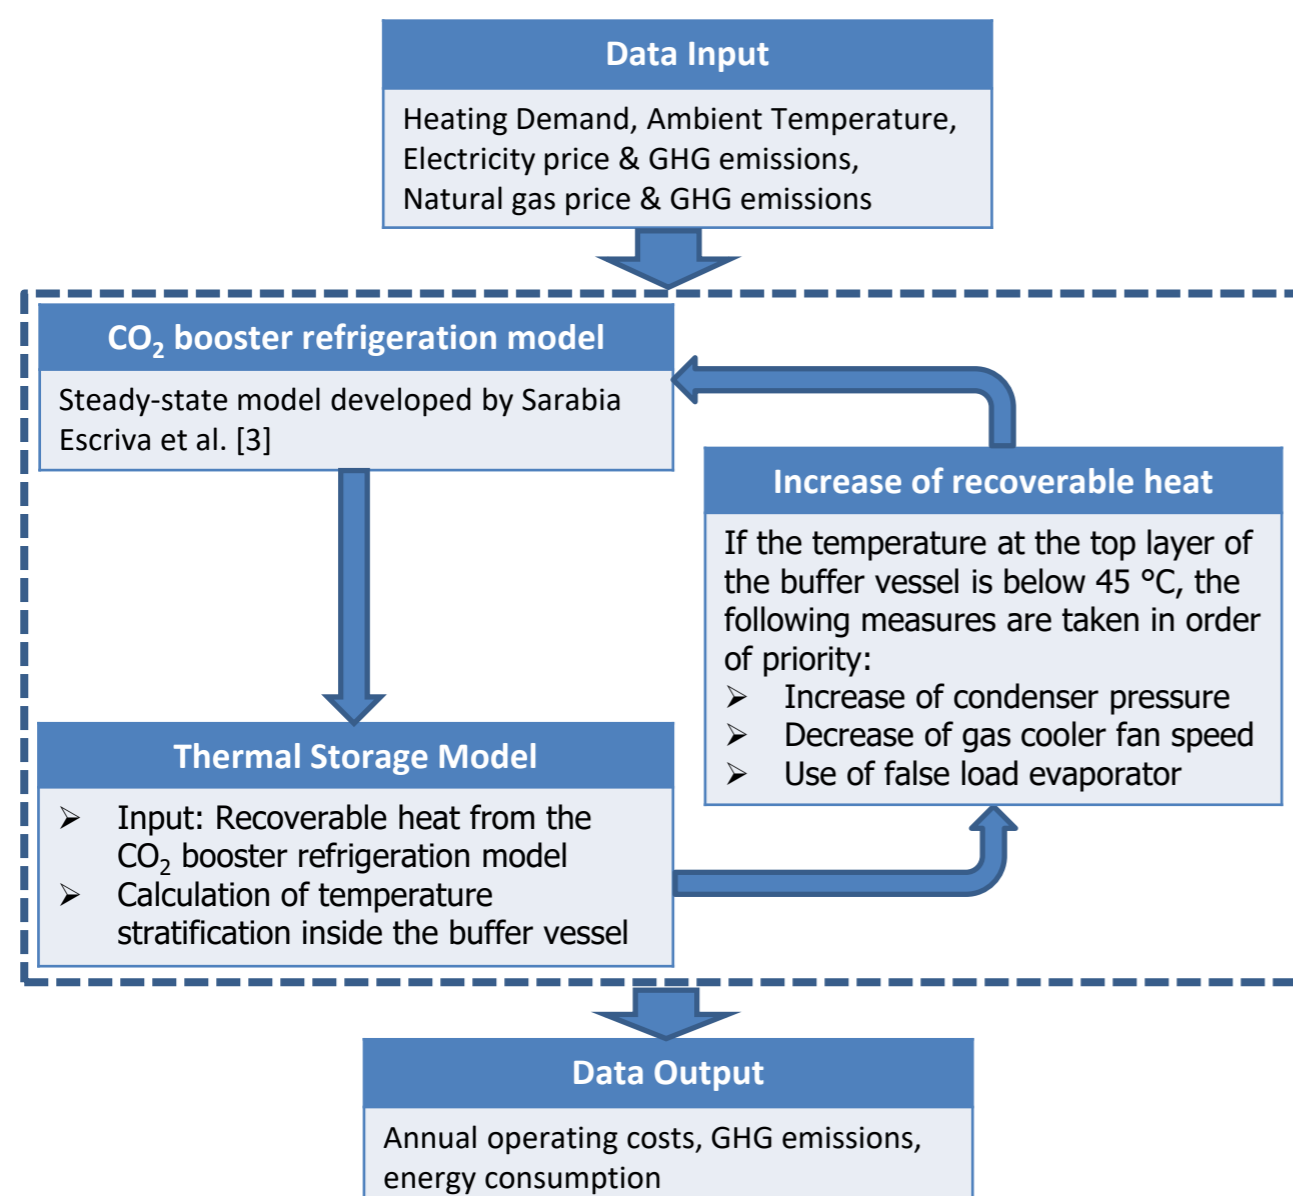 Data Input
Heating Demand, Ambient Temperature,
Electricity price & GHG emissions,
Natural gas price & GHG emissions
CO₂ booster refrigeration model
Steady-state model developed by Sarabia
Escriva et al. [3]
Increase of recoverable heat
If the temperature at the top layer of
the buffer vessel is below 45 °C, the
following measures are taken in order
of priority:
➢ Increase of condenser pressure
➢ Decrease of gas cooler fan speed
➢ Use of false load evaporator
Thermal Storage Model
➢ Input: Recoverable heat from the
CO₂ booster refrigeration model
➢ Calculation of temperature
stratification inside the buffer vessel
Data Output
Annual operating costs, GHG emissions,
energy consumption